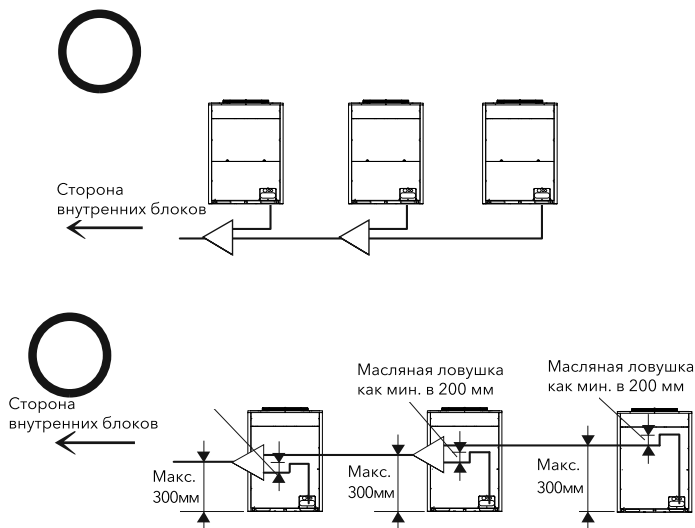 Сторона
внутренних блоков
Масляная ловушка
как мин. в 200 мм
Масляная ловушка
как мин. в 200 мм
Сторона
внутренних блоков
Макс.
300мм
Макс.
300мм
Макс.
300мм